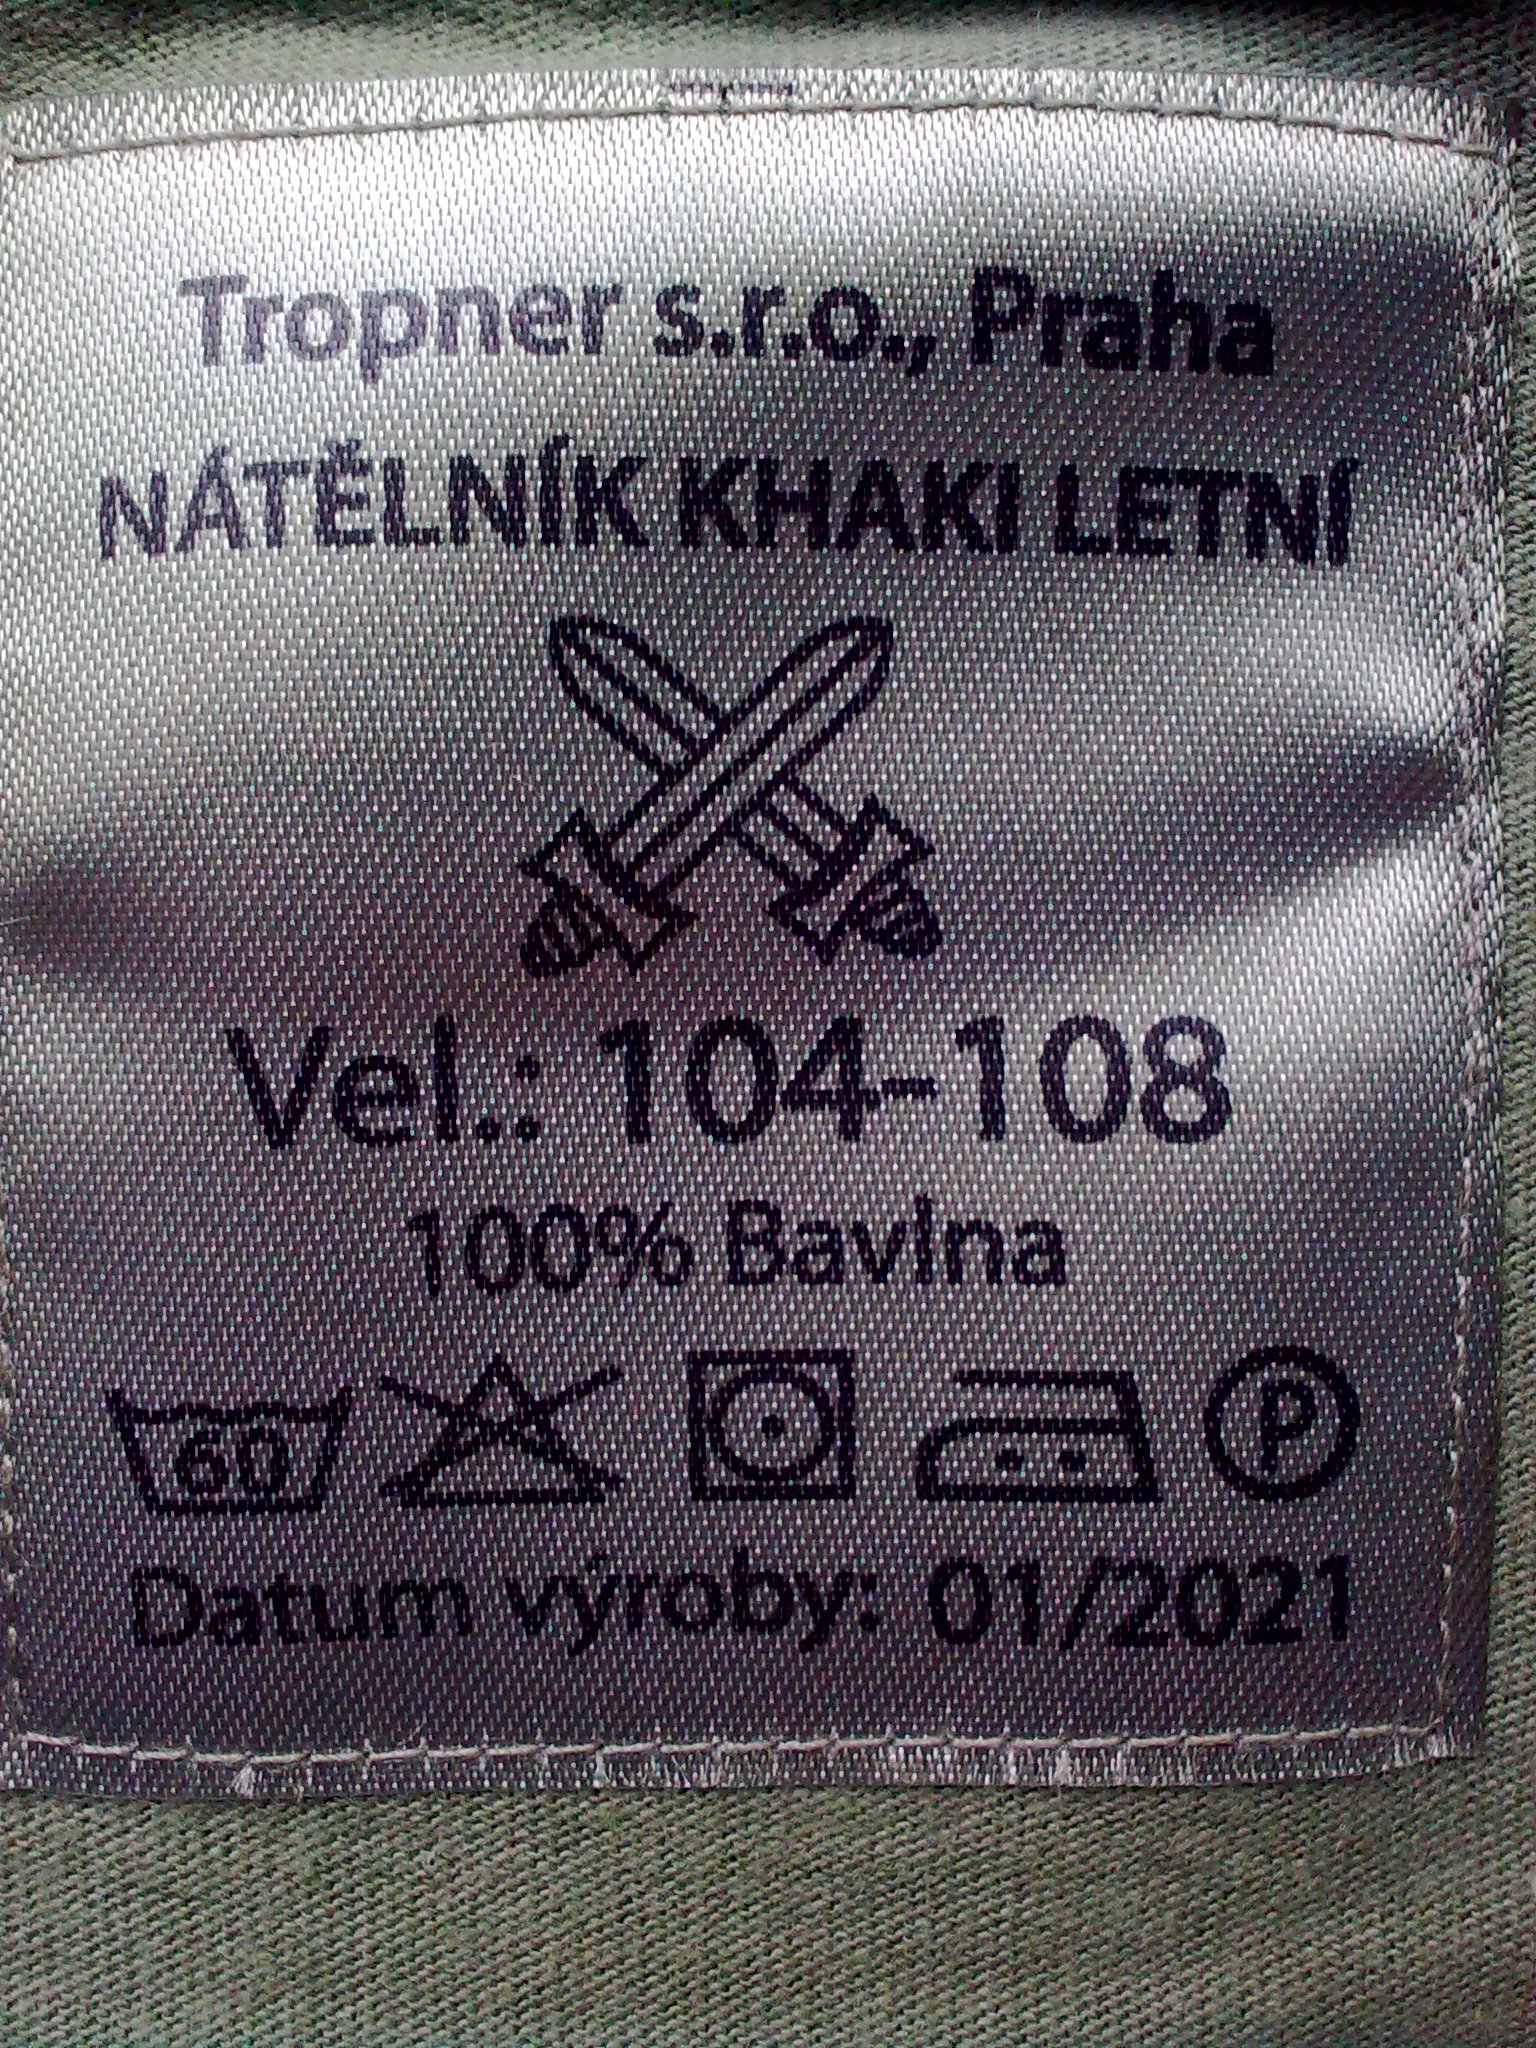 Tropner s.r.o., Praha
NÁTĚLNÍK KHAKI LETNÍ
Vel.: 104-108
100% Bavlna
60 P
Datum výroby: 01/2021